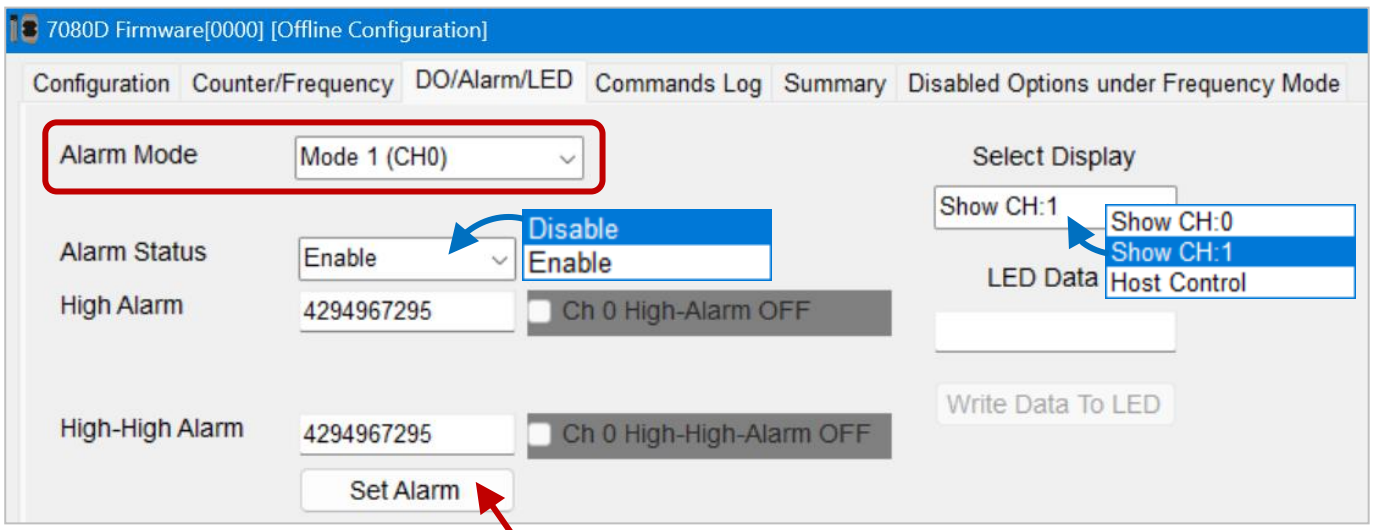 7080D Firmware[0000] [Offline Configuration]
Configuration Counter/Frequency DO/Alarm/LED Commands Log Summary Disabled Options under Frequency Mode
Alarm Mode Mode 1 (CH0) Select Display
Show CH:1
Show CH:0
Show CH:1
Host Control
Disable
Enable
Alarm Status Enable
LED Data
High Alarm 4294967295 Ch 0 High-Alarm OFF
Write Data To LED
High-High Alarm 4294967295 Ch 0 High-High-Alarm OFF
Set Alarm